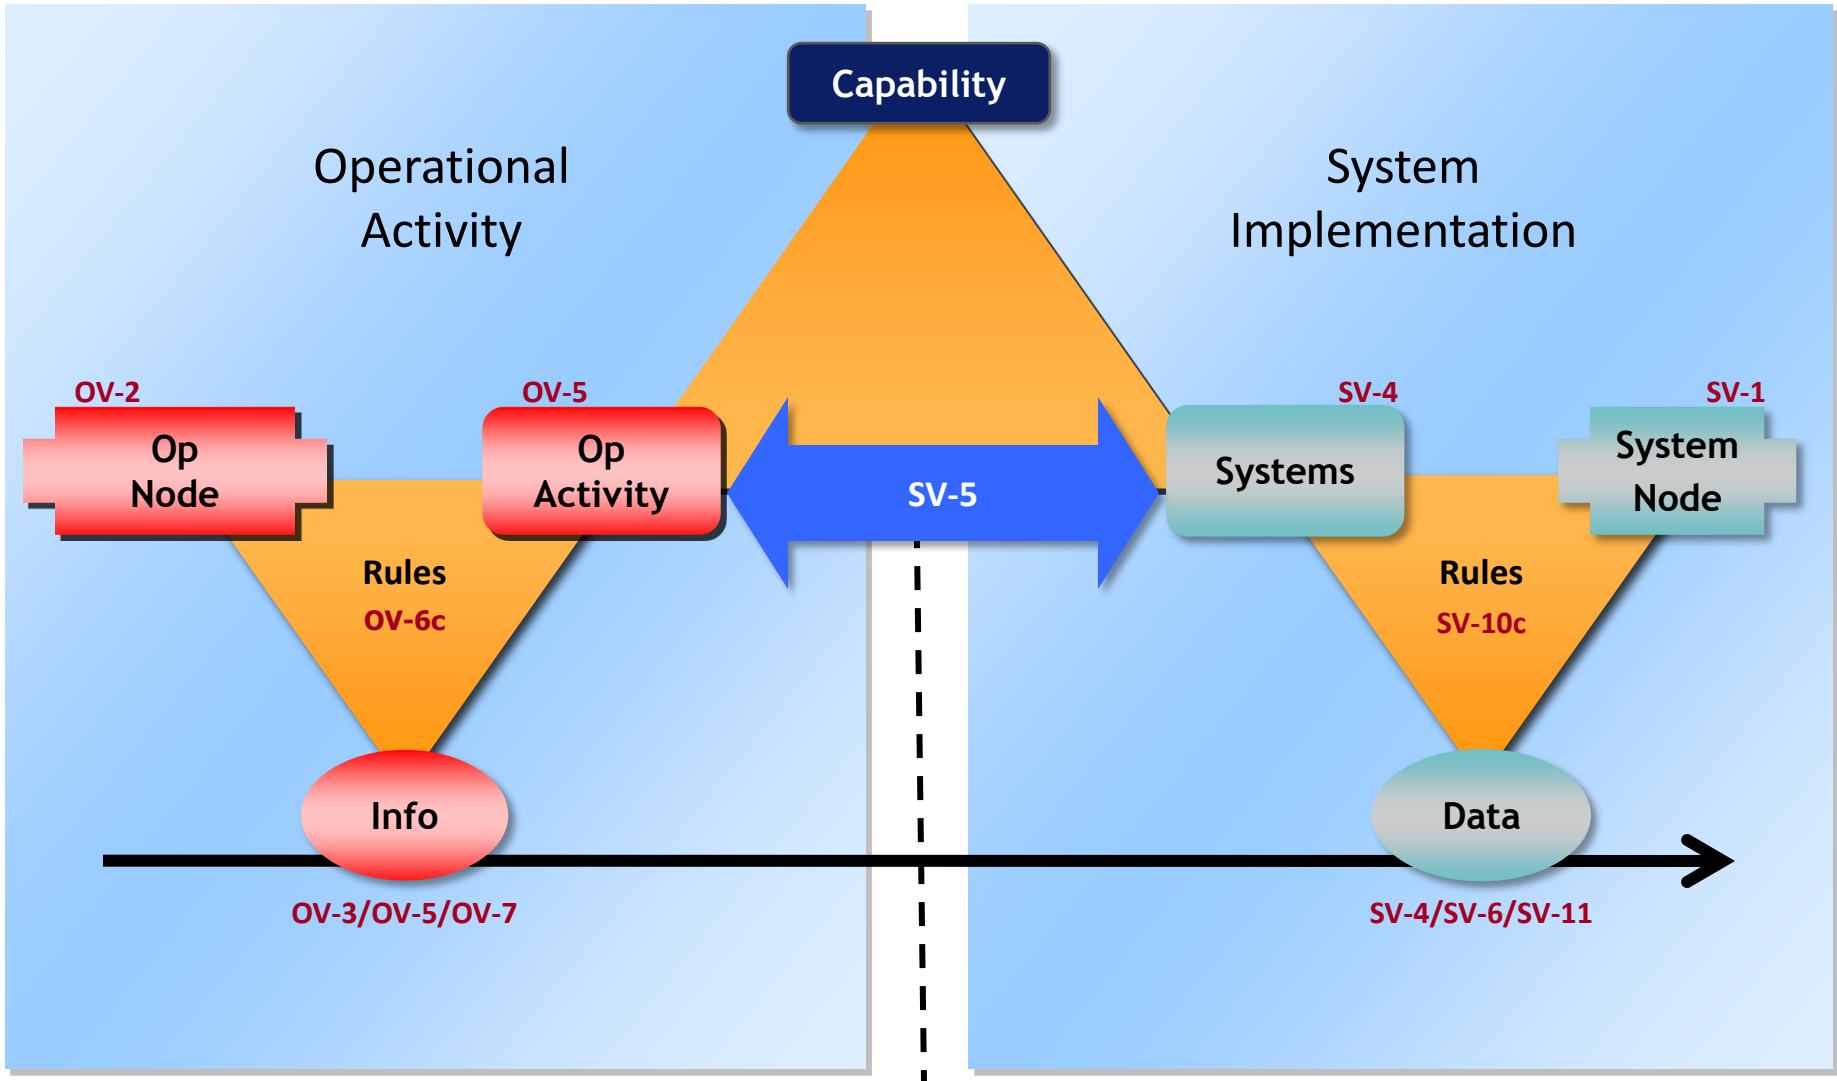 Capability
Operational
Activity
System
Implementation
OV-2
OV-5
SV-4
SV-1
Op
Node
Op
Activity
SV-5
Systems
System
Node
Rules
OV-6c
Rules
SV-10c
Info
Data
OV-3/OV-5/OV-7
SV-4/SV-6/SV-11